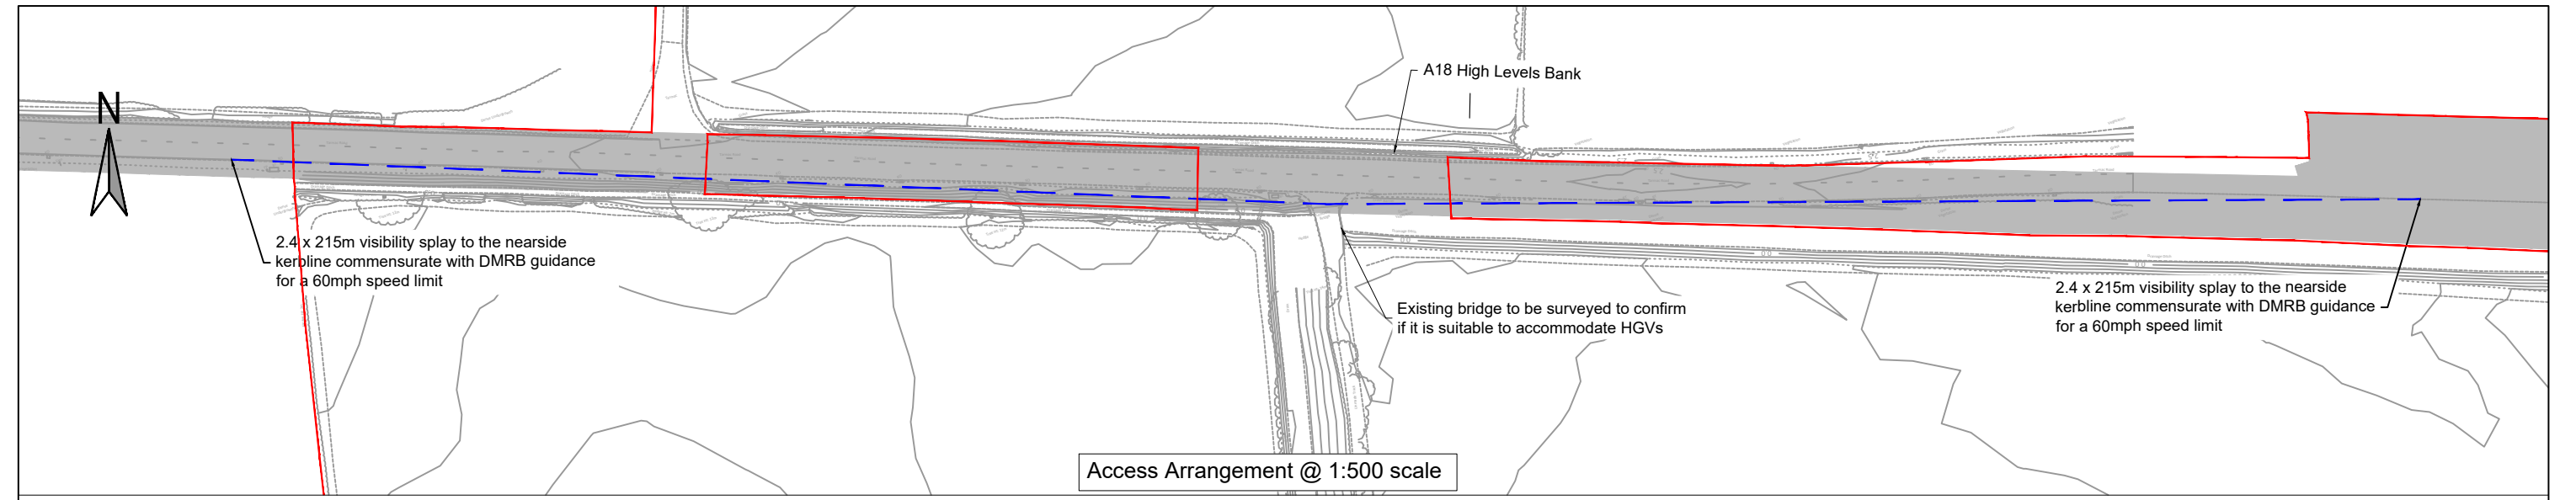 A18 High Levels Bank
N
2.4 x 215m visibility splay to the nearside
kerbline commensurate with DMRB guidance
for a 60mph speed limit
Existing bridge to be surveyed to confirm
if it is suitable to accommodate HGVs
2.4 x 215m visibility splay to the nearside
kerbline commensurate with DMRB guidance
for a 60mph speed limit
Access Arrangement @ 1:500 scale